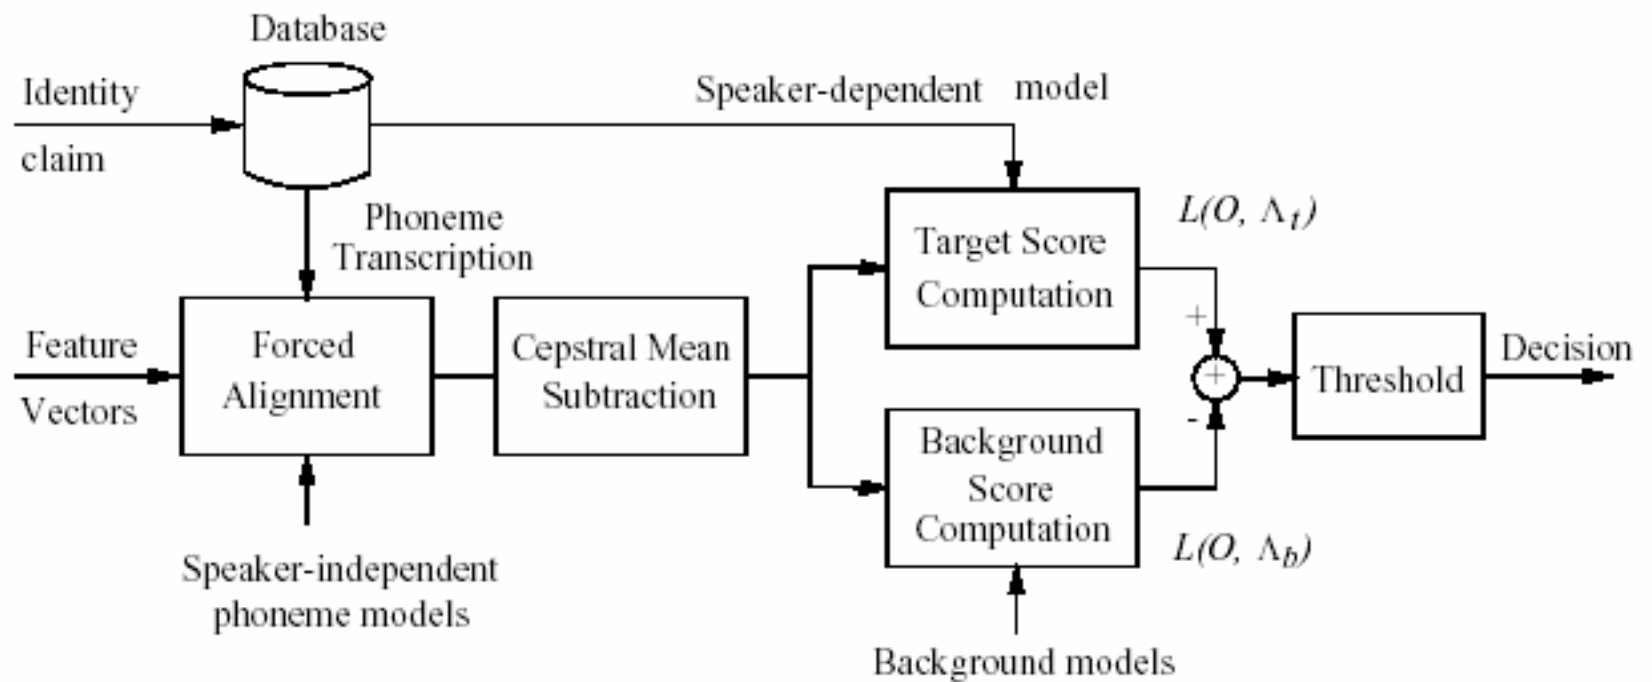 Database
Identity
claim
Speaker-dependent model
Phoneme
Transcription
Target Score
Computation
L(O, Λt)
+
Feature
Vectors
Forced
Alignment
Cepstral Mean
Subtraction
+
Threshold
Decision
-
Background
Score
Computation
L(O, Λb)
Speaker-independent
phoneme models
Background models